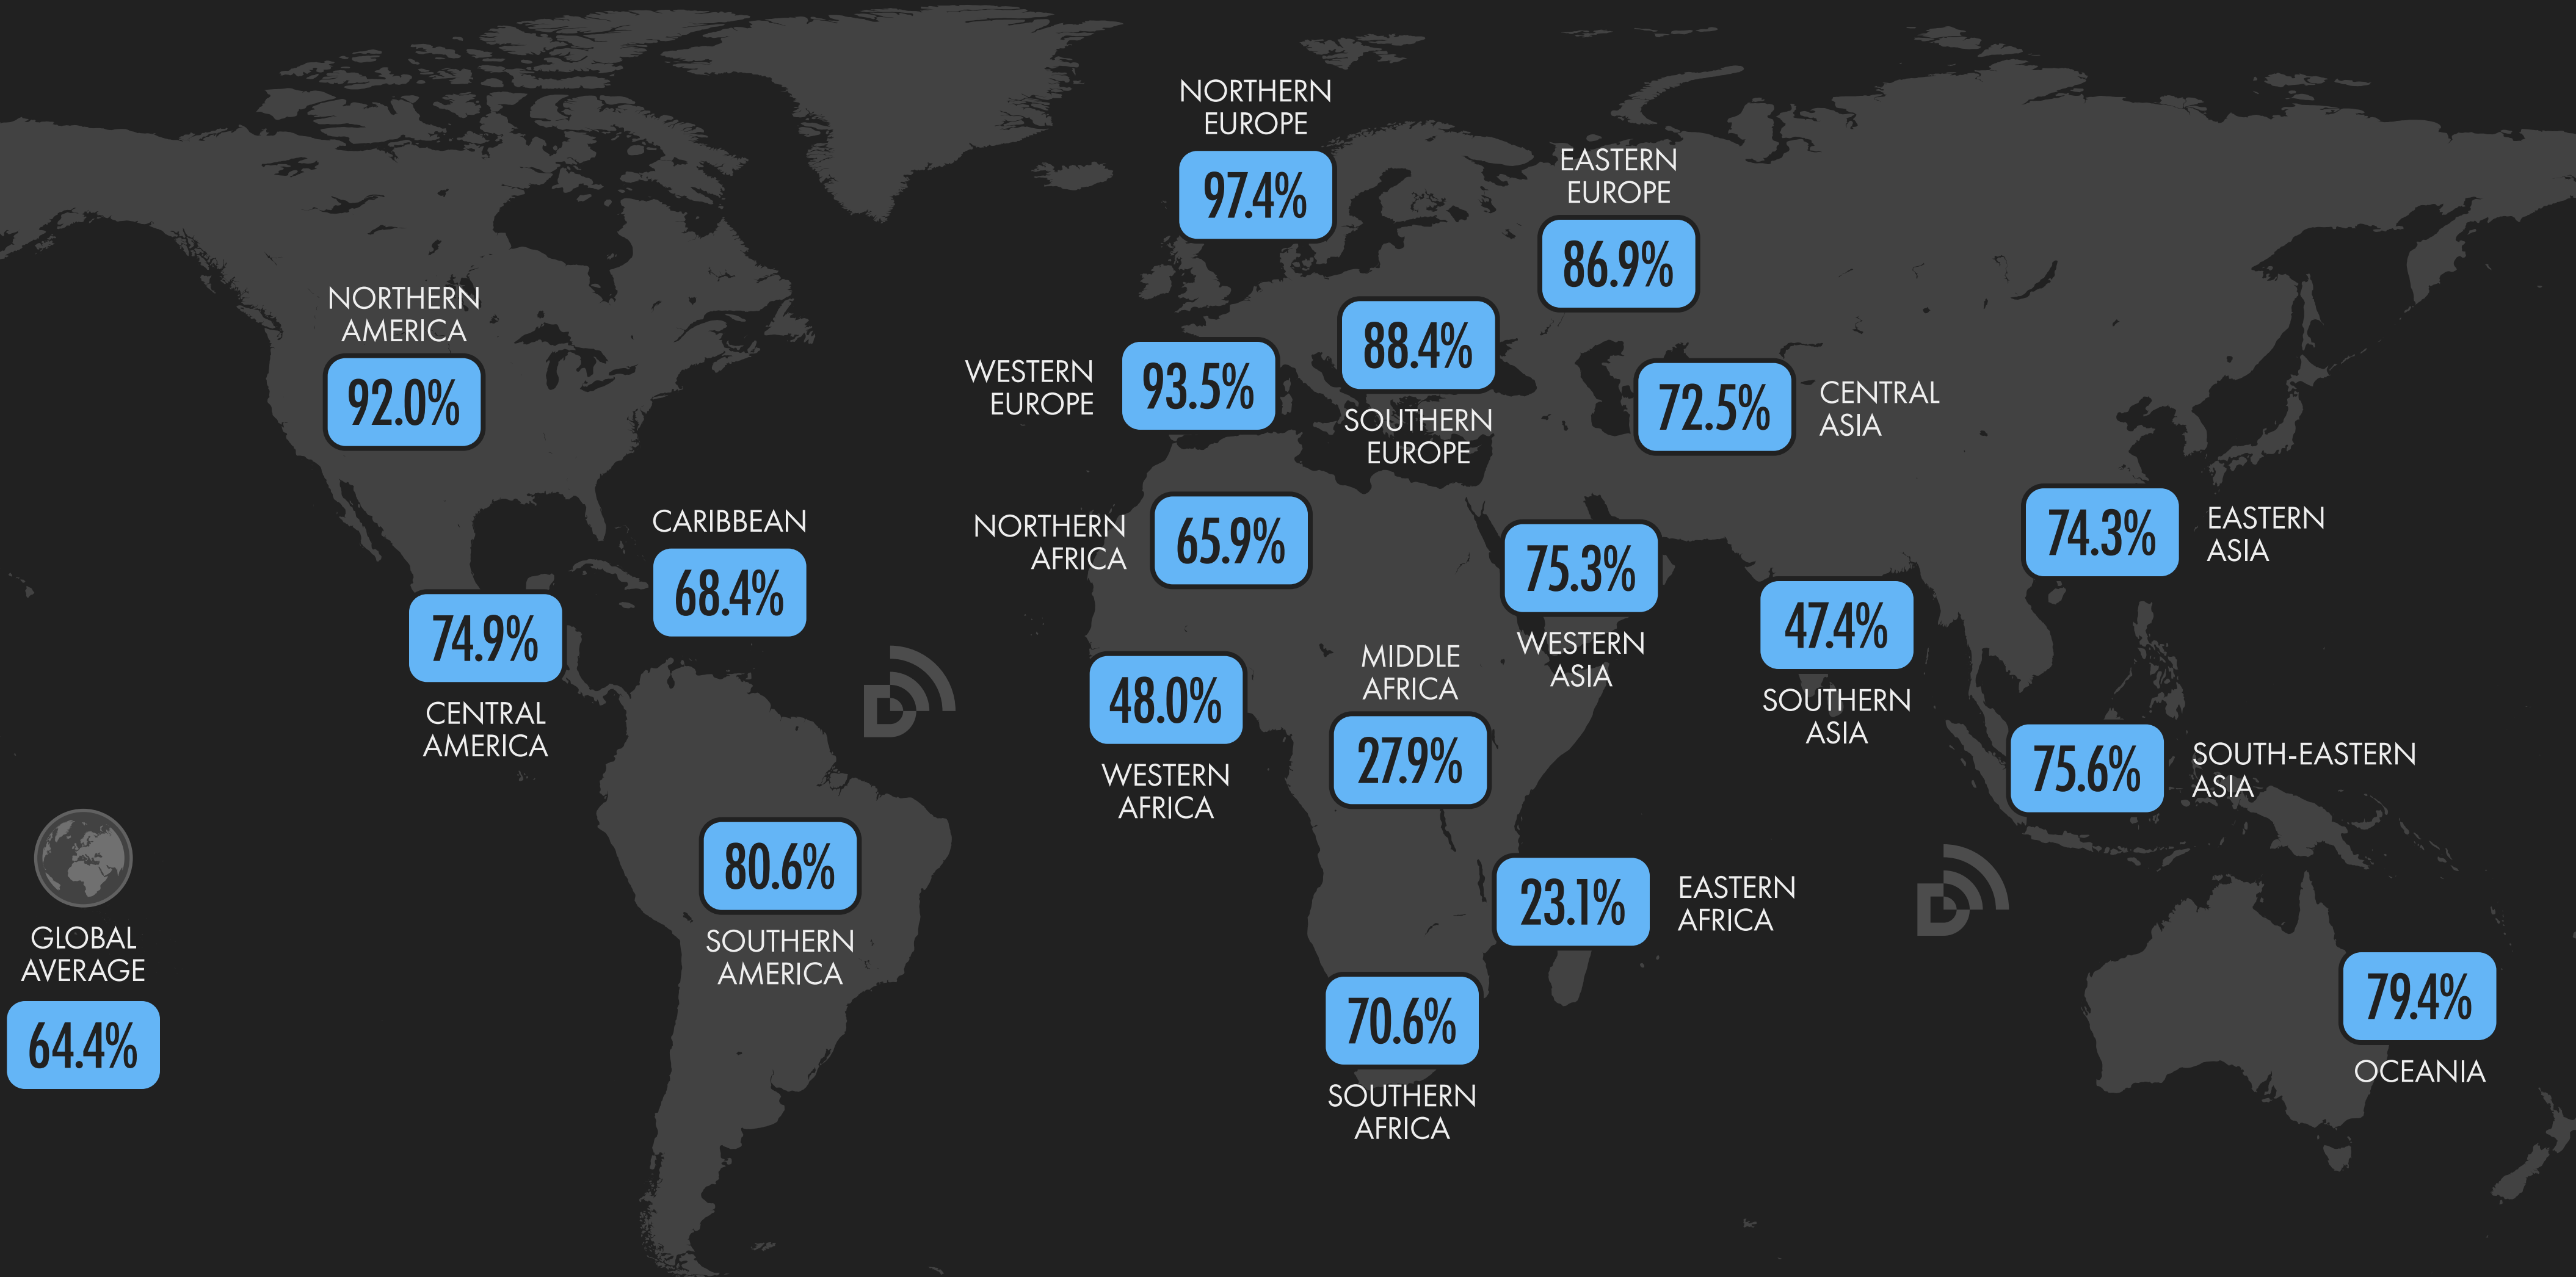 NORTHERN
EUROPE
97.4%
EASTERN
EUROPE
86.9%
NORTHERN
AMERICA
92.0%
WESTERN
EUROPE
93.5%
88.4%
SOUTHERN
EUROPE
72.5%
CENTRAL
ASIA
CARIBBEAN
68.4%
NORTHERN
AFRICA
65.9%
75.3%
WESTERN
ASIA
74.3%
EASTERN
ASIA
74.9%
CENTRAL
AMERICA
47.4%
SOUTHERN
ASIA
48.0%
WESTERN
AFRICA
MIDDLE
AFRICA
27.9%
75.6%
SOUTH-EASTERN
ASIA
80.6%
SOUTHERN
AMERICA
23.1%
EASTERN
AFRICA
GLOBAL
AVERAGE
64.4%
70.6%
SOUTHERN
AFRICA
79.4%
OCEANIA